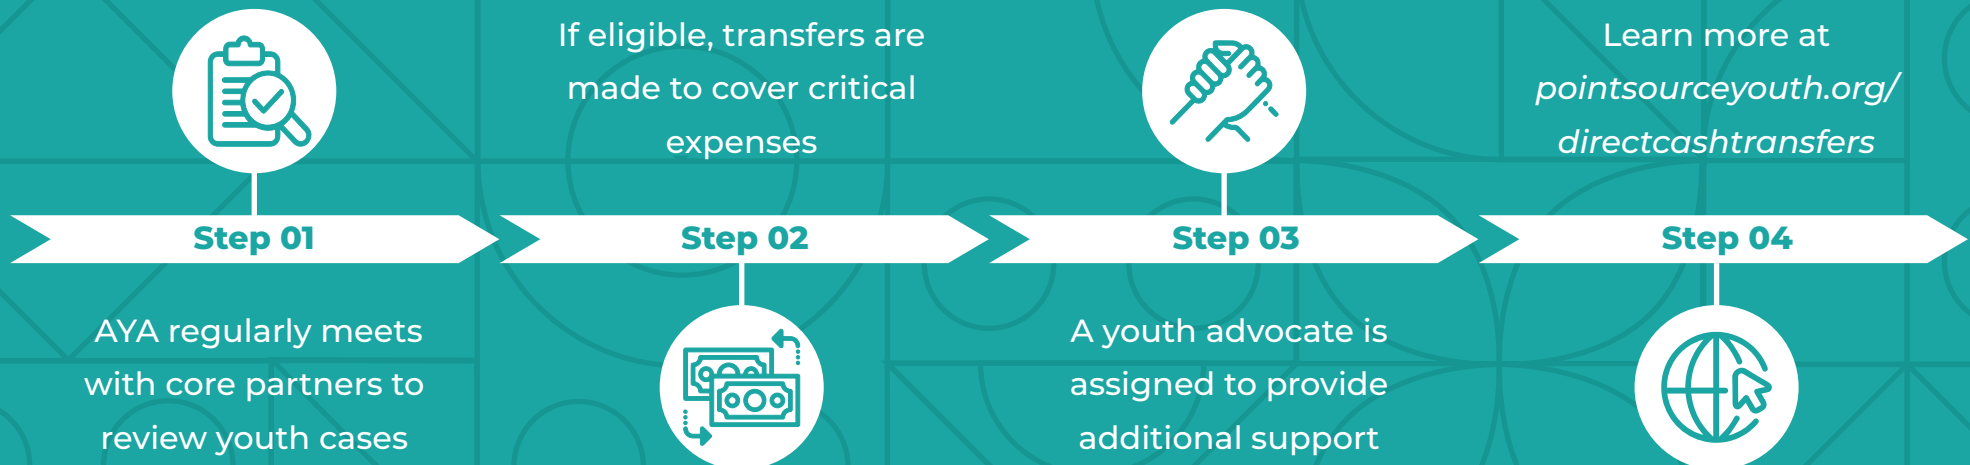 Step 01
AYA regularly meets
with core partners to
review youth cases
If eligible, transfers are
made to cover critical
expenses
Step 02
Step 03
A youth advocate is
assigned to provide
additional support
Learn more at
pointsourceyouth.org/
directcashtransfers
Step 04